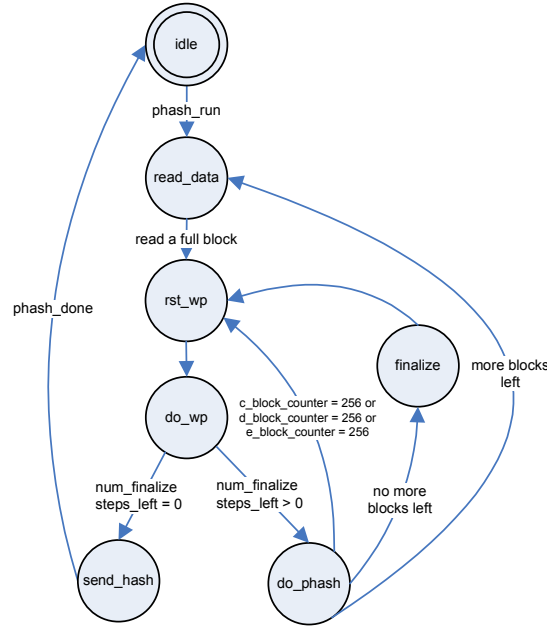 idle
phash_run
read_data
read a full block
rst_wp
phash_done
finalize
more blocks
left
c_block_counter = 256 or
d_block_counter = 256 or
e_block_counter = 256
do_wp
num_finalize
steps_left = 0
num_finalize
steps_left > 0
no more
blocks left
send_hash
do_phash